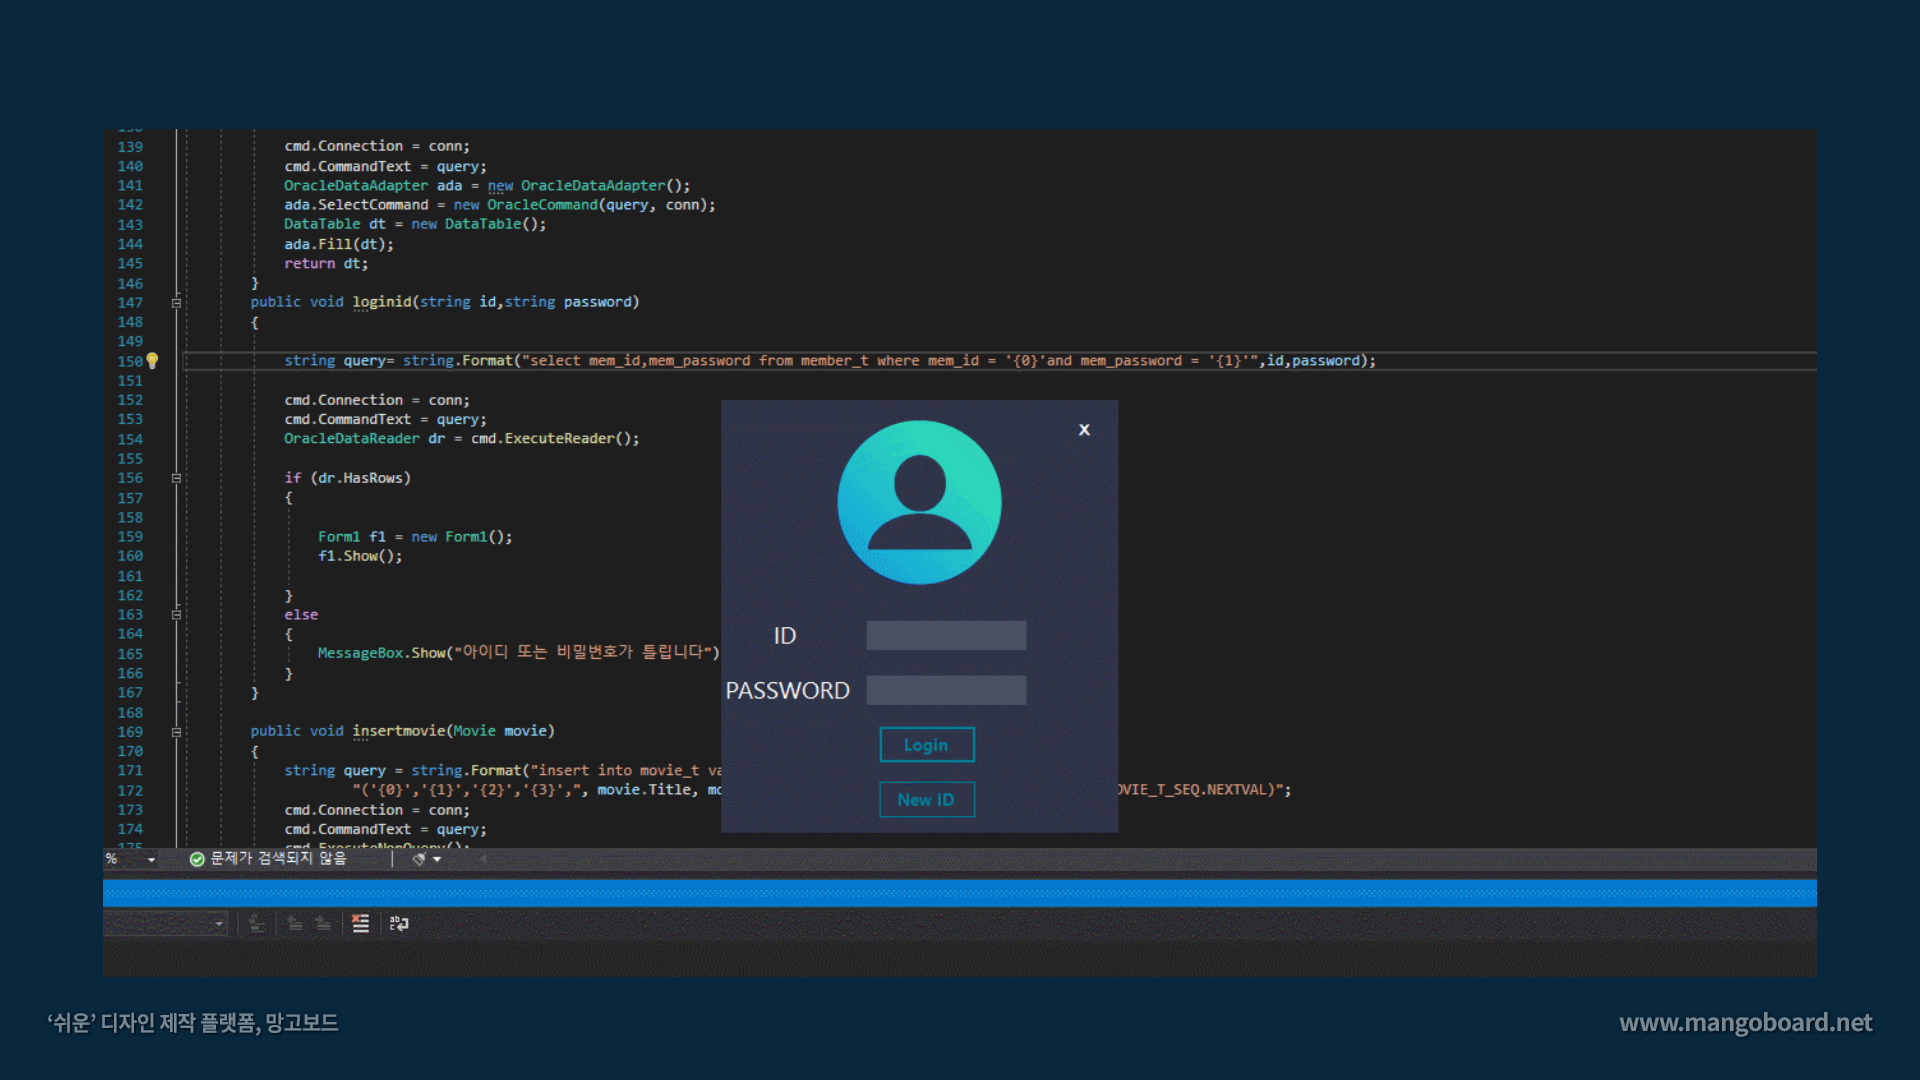 139 cmd.Connection = conn;
140 cmd.CommandText = query;
141 OracleDataAdapter ada = new OracleDataAdapter();
142 ada.SelectCommand = new OracleCommand(query, conn);
143 DataTable dt = new DataTable();
144 ada.Fill(dt);
145 return dt;
146 }
147 public void loginid(string id,string password)
148 {
149
150 string query= string.Format("select mem_id,mem_password from member_t where mem_id = '{0}'and mem_password = '{1}'",id,password);
151
152 cmd.Connection = conn;
153 cmd.CommandText = query;
154 OracleDataReader dr = cmd.ExecuteReader();
155
156 if (dr.HasRows)
157 {
158
159 Form1 f1 = new Form1();
160 f1.Show();
161
162 }
163 else
164 {
165 MessageBox.Show("아이디 또는 비밀번호가 틀립니다")
166 }
167 }
168
169 public void insertmovie(Movie movie)
170 {
171 string query = string.Format("insert into movie_t va
172 "('{0}','{1}','{2}','{3}',", movie.Title, mo OVIE_T_SEQ.NEXTVAL)";
173 cmd.Connection = conn;
174 cmd.CommandText = query;
175 cmd.ExecuteNonQuery();
x
ID
PASSWORD
Login
New ID
% 문제가 검색되지 않음
'쉬운' 디자인 제작 플랫폼, 망고보드
www.mangoboard.net